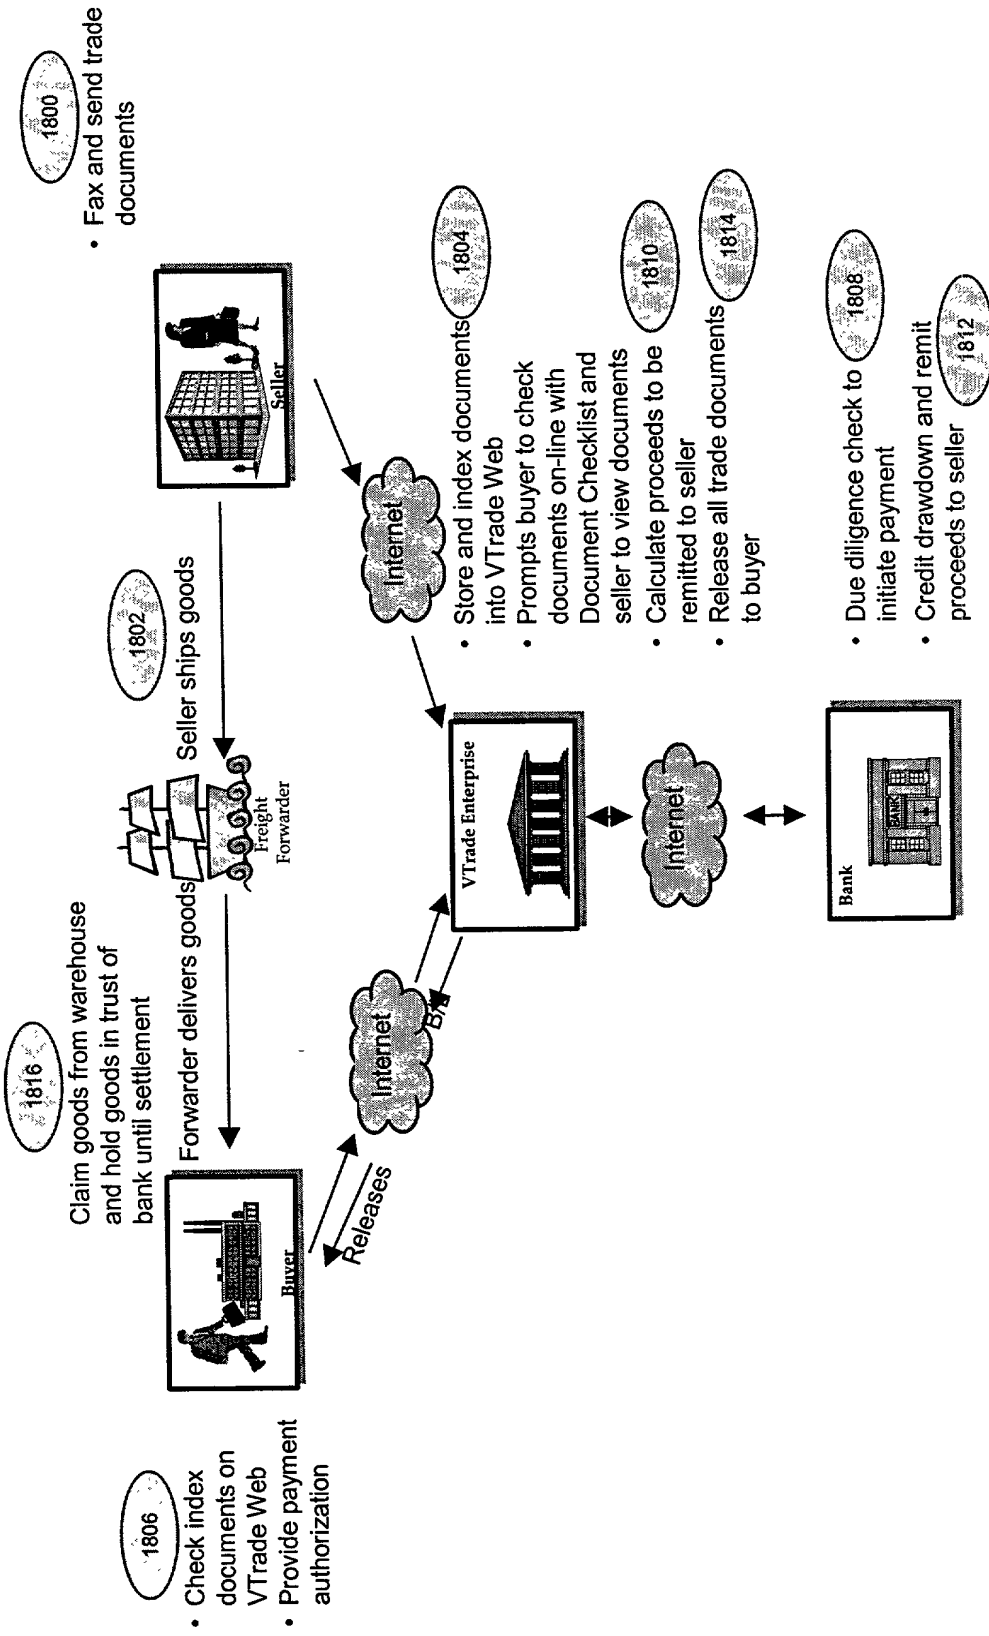 1800
• Fax and send trade
documents
Seller
1802
Seller ships goods
Freight
Forwarder
1816
Claim goods from warehouse
and hold goods in trust of
bank until settlement
Forwarder delivers goods
Buyer
1806
• Check index
documents on
VTrade Web
• Provide payment
authorization
Releases
Internet
B/L
Internet
VTrade Enterprise
1804
• Store and index documents
into VTrade Web
• Prompts buyer to check
documents on-line with
Document Checklist and
seller to view documents
1810
• Calculate proceeds to be
remitted to seller
1814
• Release all trade documents
to buyer
Internet
Bank
BANK
1808
• Due diligence check to
initiate payment
1812
• Credit drawdown and remit
proceeds to seller